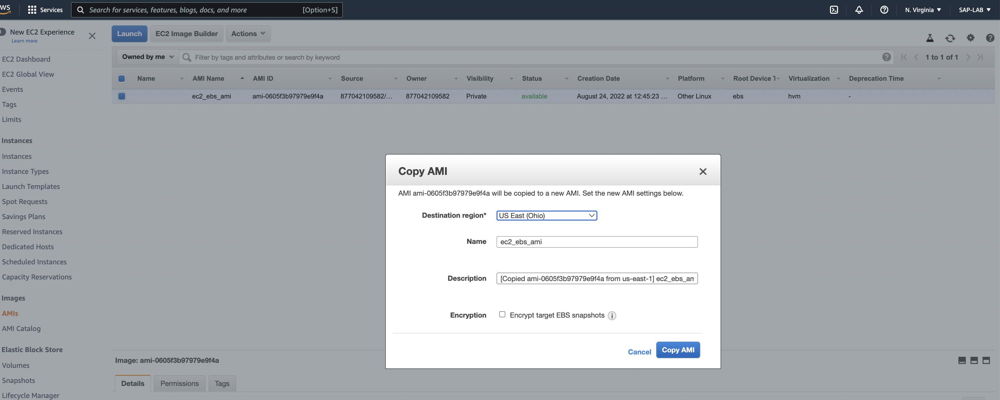 WS
Services
Search for services, features, blogs, docs, and more [Option+S]
N. Virginia
SAP-LAB
New EC2 Experience
Learn more
EC2 Dashboard
EC2 Global View
Events
Tags
Limits
Instances
Instances
Instance Types
Launch Templates
Spot Requests
Savings Plans
Reserved Instances
Dedicated Hosts
Scheduled Instances
Capacity Reservations
Images
AMIs
AMI Catalog
Elastic Block Store
Volumes
Snapshots
Lifecycle Manager
Launch
EC2 Image Builder
Actions
Owned by me
Filter by tags and attributes or search by keyword
1 to 1 of 1
Name AMI Name AMI ID Source Owner Visibility Status Creation Date Platform Root Device T Virtualization Deprecation Time
ec2_ebs_ami ami-0605f3b97979e9f4a 877042109582/... 877042109582 Private available August 24, 2022 at 12:45:23 ... Other Linux ebs hvm -
Copy AMI
AMI ami-0605f3b97979e9f4a will be copied to a new AMI. Set the new AMI settings below.
Destination region* US East (Ohio)
Name ec2_ebs_ami
Description [Copied ami-0605f3b97979e9f4a from us-east-1] ec2_ebs_am
Encryption Encrypt target EBS snapshots
Cancel
Copy AMI
Image: ami-0605f3b97979e9f4a
Details
Permissions
Tags